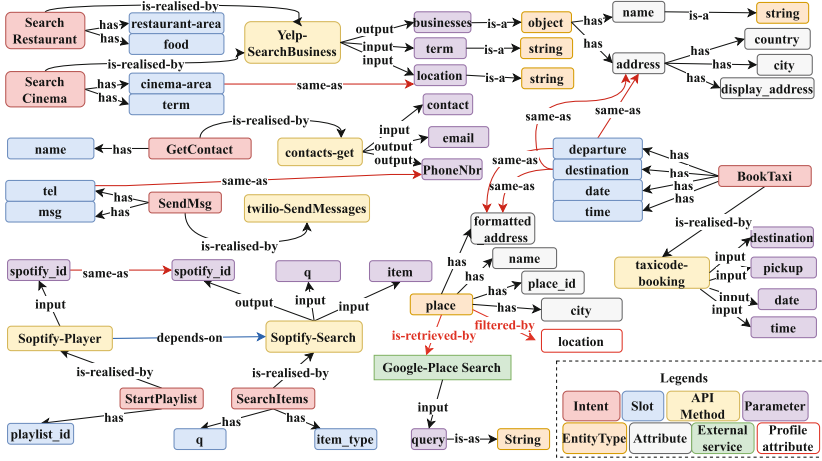 is-realised-by
Search
Restaurant
has
restaurant-area
has
food
Yelp-
SearchBusiness
output
businesses
is-a
object
has
name
is-a
string
input
term
is-a
string
has
address
has
country
is-realised-by
input
location
is-a
string
has
city
has
display_address
Search
Cinema
has
cinema-area
has
term
same-as
contact
same-as
same-as
is-realised-by
input
name
has
GetContact
contacts-get
output
email
output
PhoneNbr
same-as
same-as
departure
destination
date
time
has
has
has
has
BookTaxi
tel
msg
same-as
has
has
SendMsg
twilio-SendMessages
is-realised-by
formatted
address
is-realised-by
destination
spotify_id
same-as
spotify_id
q
item
has
has
name
taxicode-
booking
input
input
pickup
input
output
input
input
has
place_id
input
input
date
place
has
city
time
Soptify-Player
depends-on
Soptify-Search
is-retrieved-by
filtered-by
location
is-realised-by
is-realised-by
Google-Place Search
StartPlaylist
SearchItems
input
Legends
Intent
Slot
API
Method
Parameter
has
has
has
playlist_id
q
item_type
query
is-as
String
EntityType
Attribute
External
service
Profile
attribute